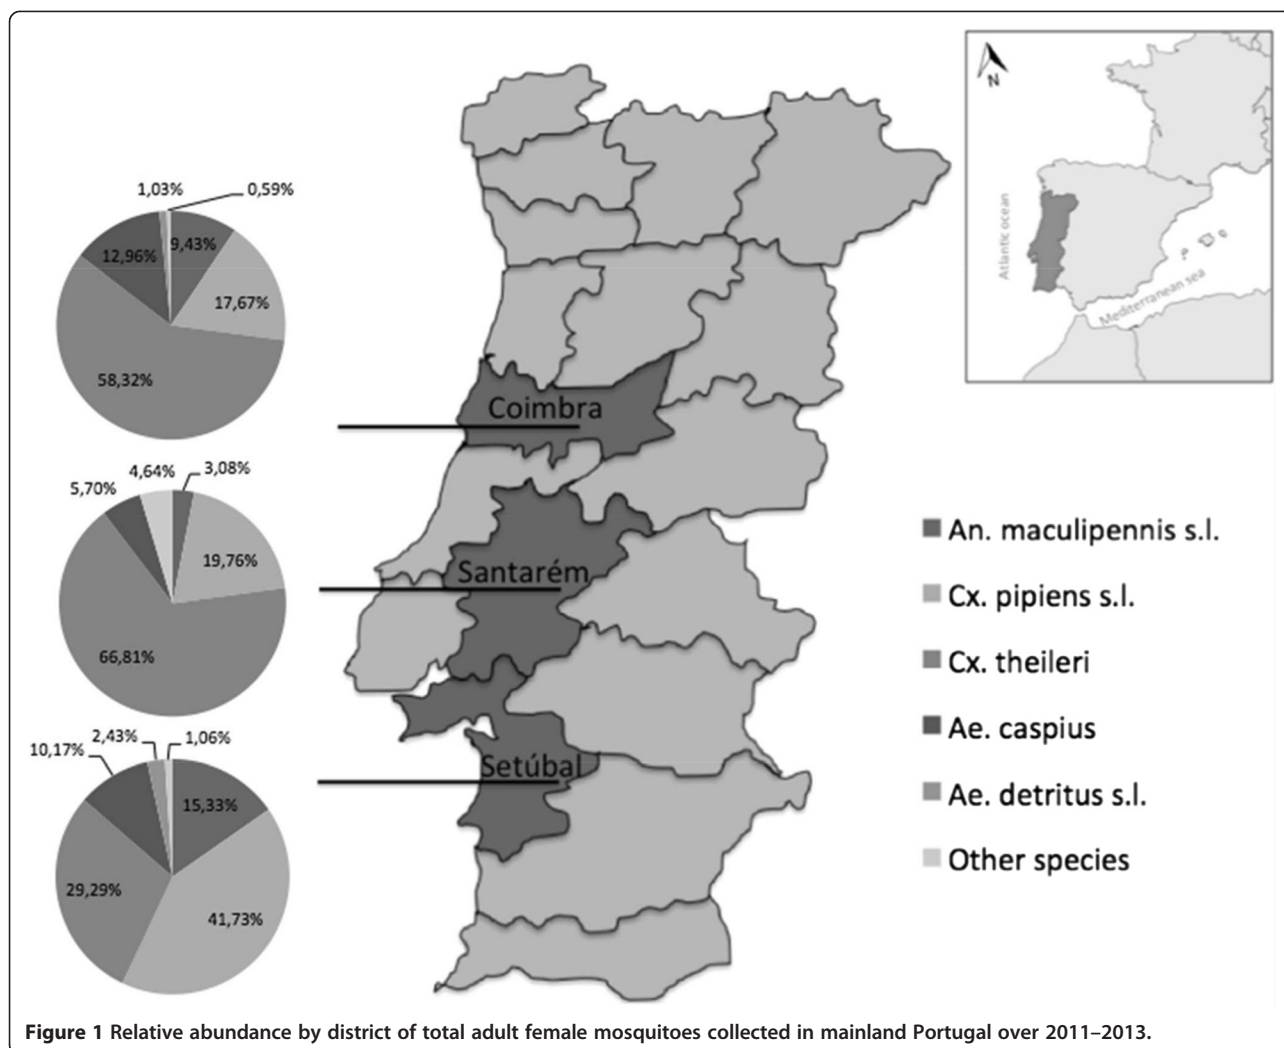 1,03%
0,59%
12,96%
9,43%
17,67%
58,32%
4,64%
3,08%
5,70%
19,76%
66,81%
2,43%
1,06%
10,17%
15,33%
29,29%
41,73%
Coimbra
Santarém
Setúbal
N
Atlantic ocean
Mediterranean sea
An. maculipennis s.l.
Cx. pipiens s.l.
Cx. theileri
Ae. caspius
Ae. detritus s.l.
Other species
Figure 1 Relative abundance by district of total adult female mosquitoes collected in mainland Portugal over 2011–2013.